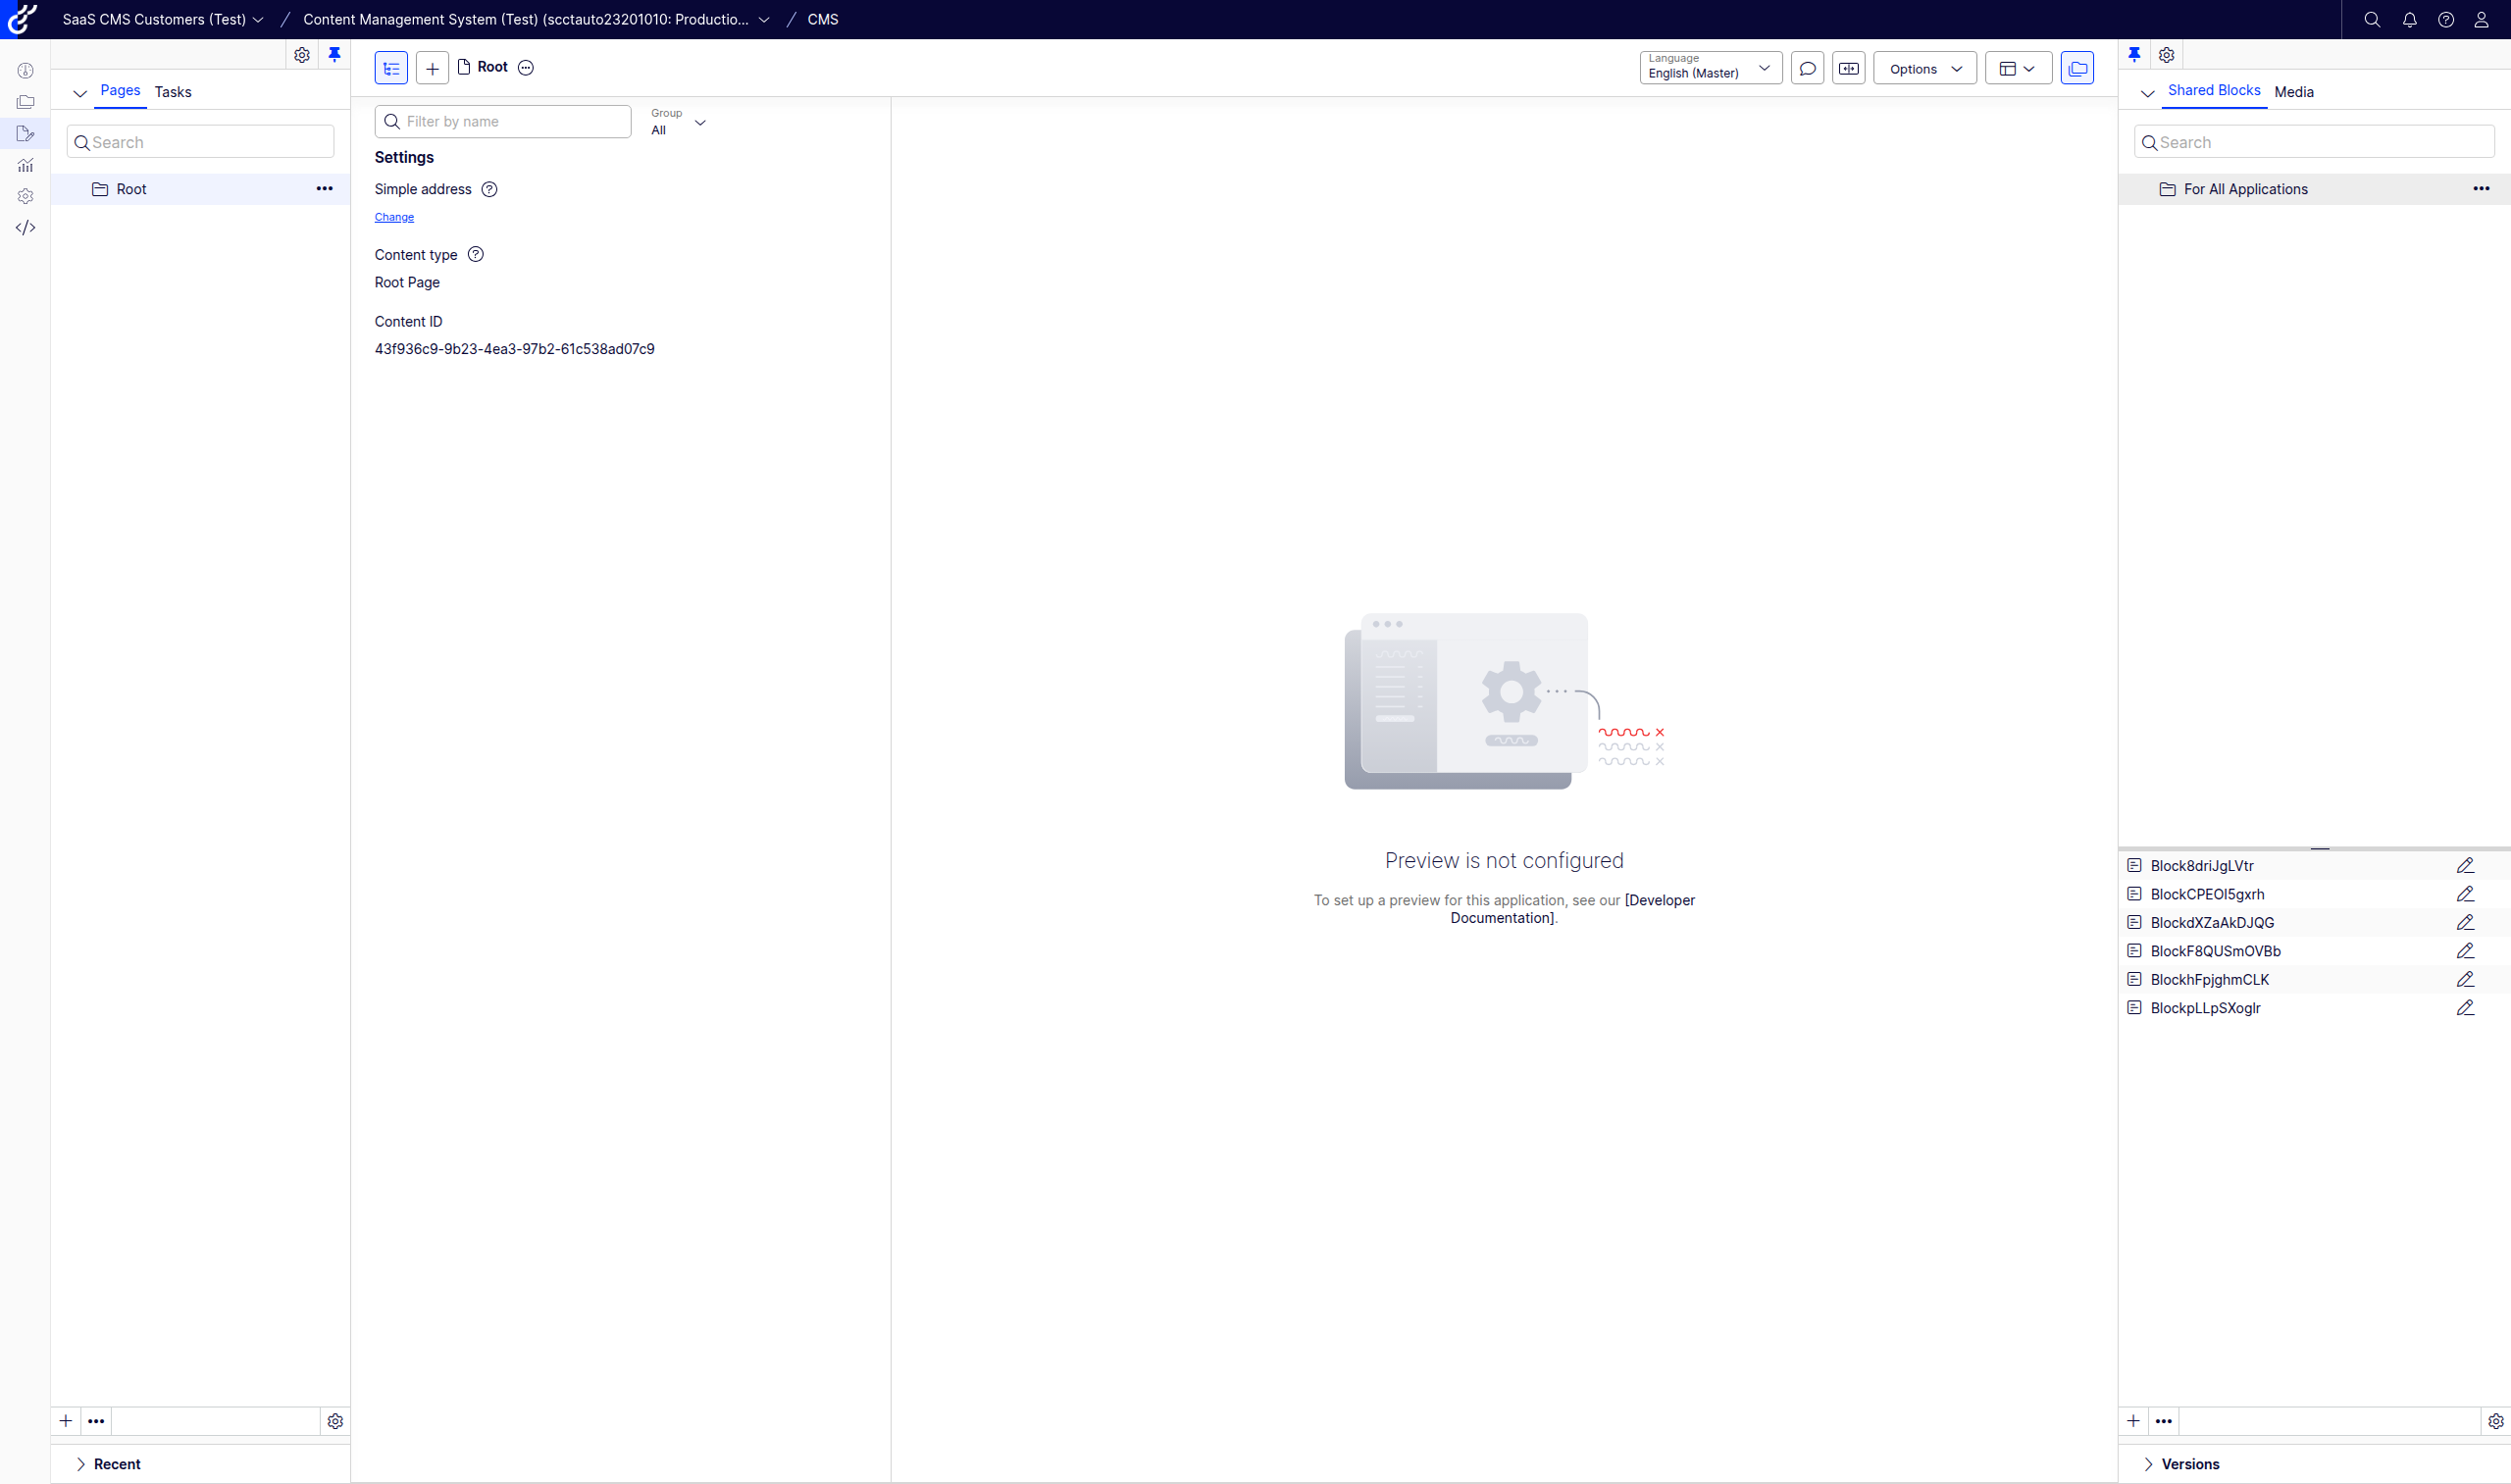 SaaS CMS Customers (Test) / Content Management System (Test) (scctauto23201010: Productio... / CMS
Pages Tasks
Search
Root
Recent
Root
Language
English (Master)
Options
Filter by name
Group
All
Settings
Simple address
Change
Content type
Root Page
Content ID
43f936c9-9b23-4ea3-97b2-61c538ad07c9
Preview is not configured
To set up a preview for this application, see our [Developer
Documentation].
Shared Blocks Media
Search
For All Applications
Block8driJgLVtr
BlockCPEOI5gxrh
BlockdXZaAkDJQG
BlockF8QUSmOVBb
BlockhFpjghmCLK
BlockpLLpSXoglr
Versions